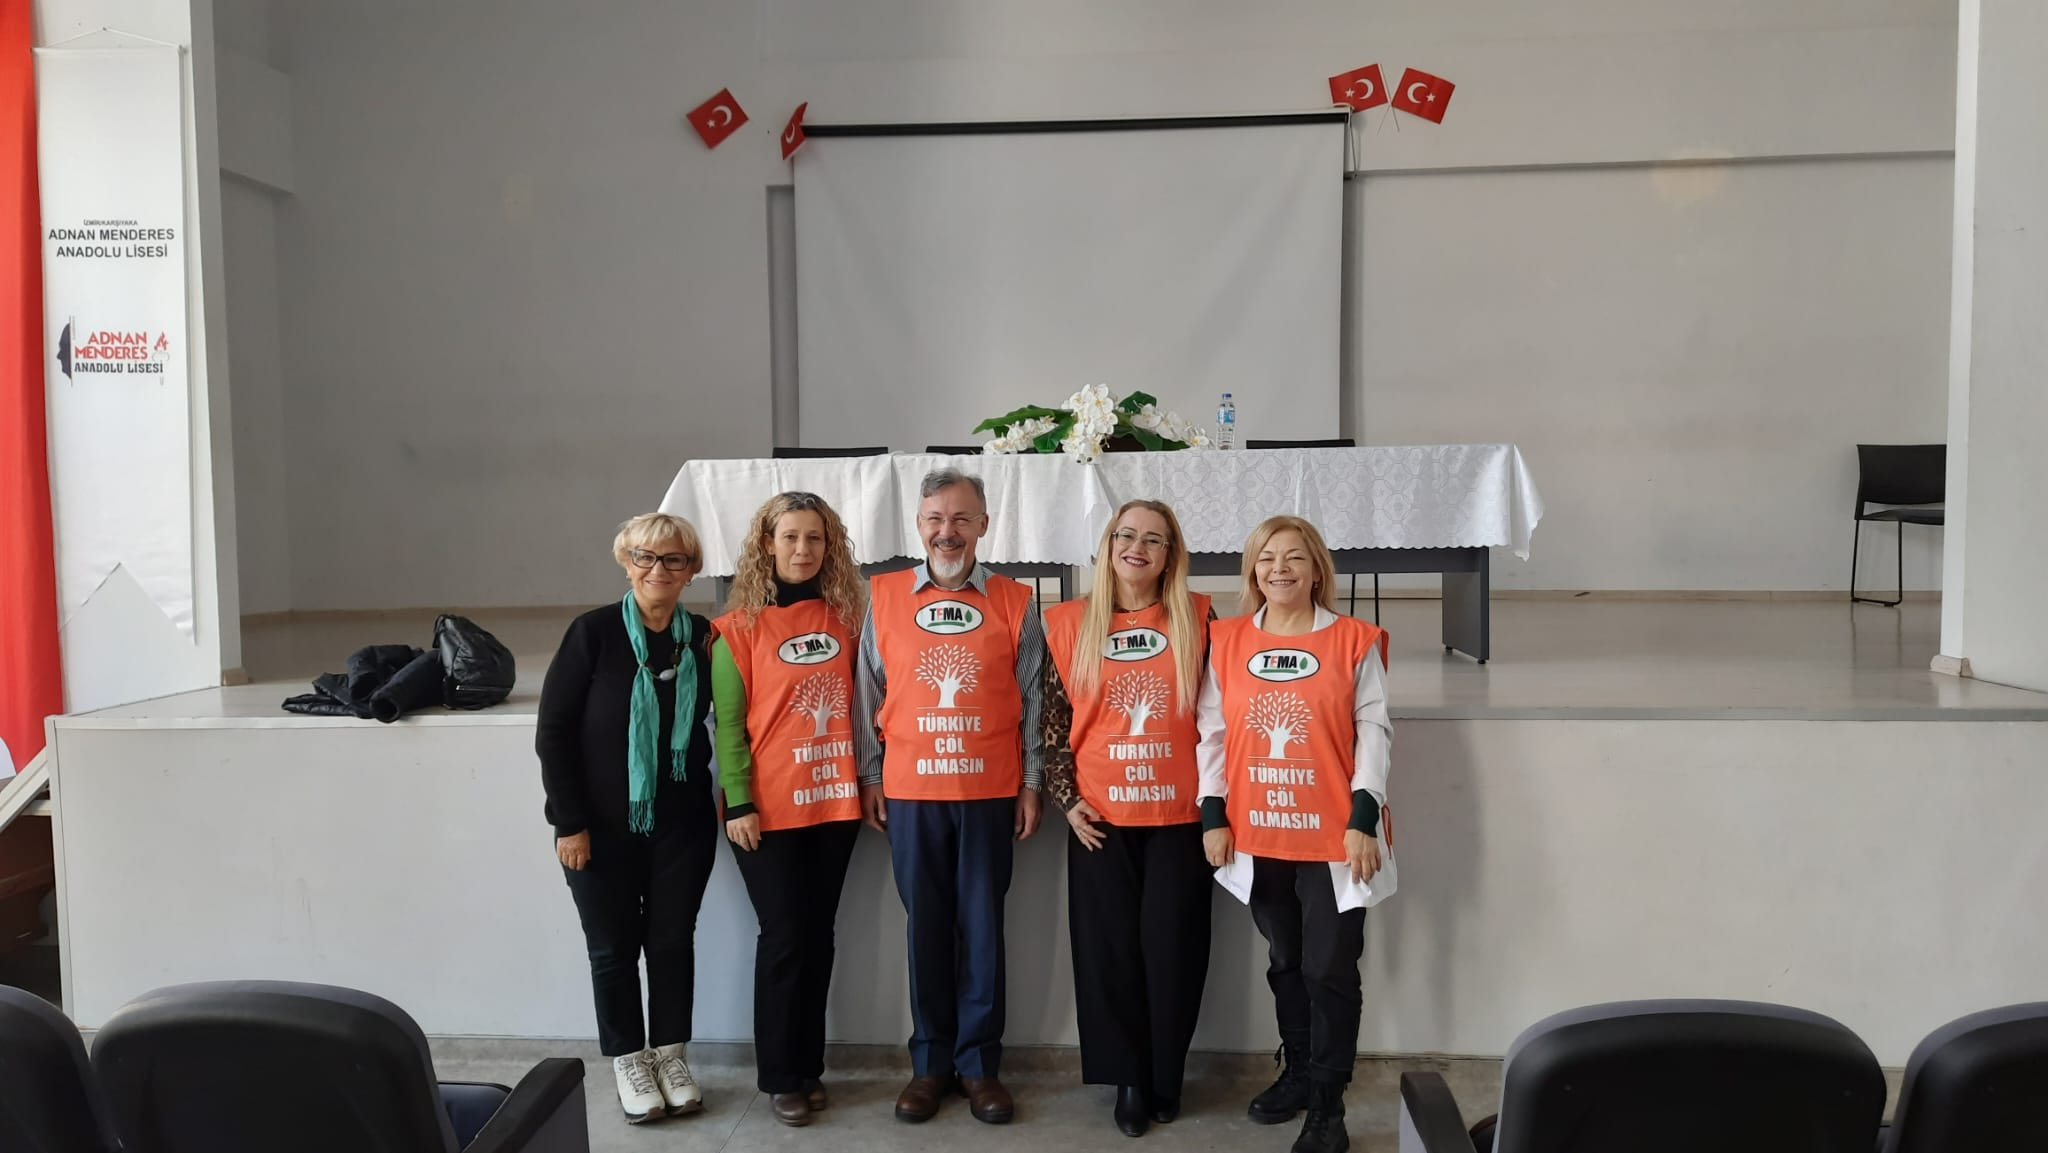 İZMİR/KARŞIYAKA
ADNAN MENDERES
ANADOLU LİSESİ
ADNAN
MENDERES
ANADOLU LİSESİ
TEMA
TÜRKİYE
ÇÖL
OLMASIN
TEMA
TÜRKİYE
ÇÖL
OLMASIN
TEMA
TÜRKİYE
ÇÖL
OLMASIN
TEMA
TÜRKİYE
ÇÖL
OLMASIN